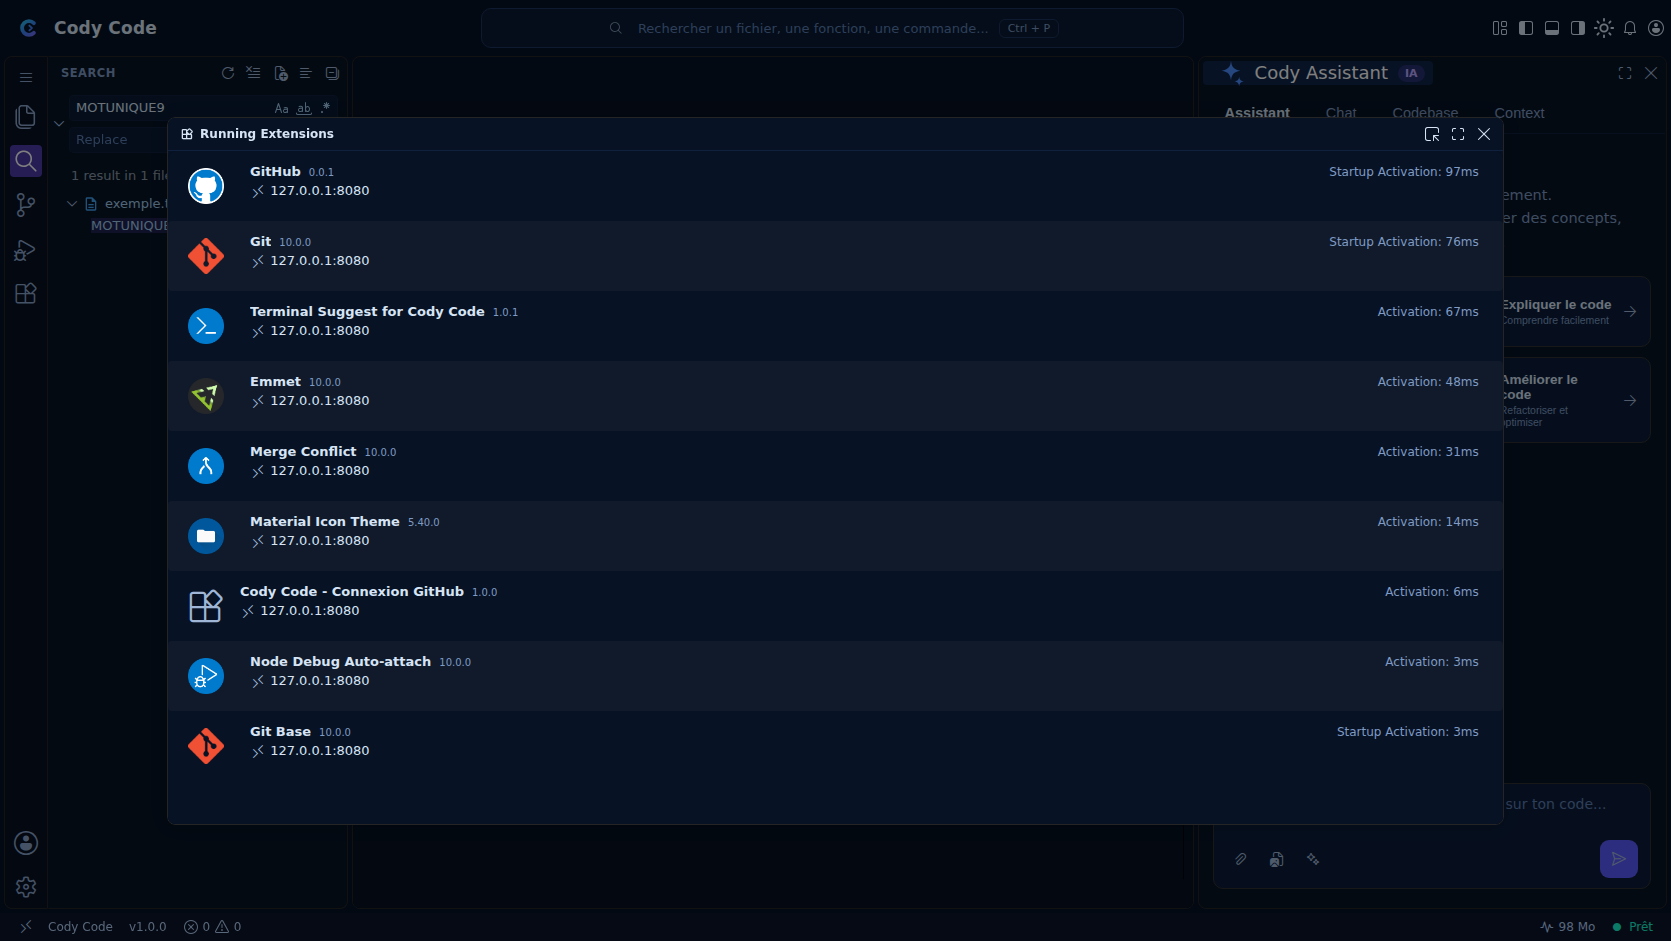 Cody Code
Rechercher un fichier, une fonction, une commande... Ctrl + P
SEARCH
MOTUNIQUE9
Aa ab .*
Replace
1 result in 1 file
exemple.
MOTUNIQUE
Cody Assistant IA
Assistant Chat Codebase Context
Running Extensions
GitHub 0.0.1 Startup Activation: 97ms
127.0.0.1:8080
Git 10.0.0 Startup Activation: 76ms
127.0.0.1:8080
Terminal Suggest for Cody Code 1.0.1 Activation: 67ms
127.0.0.1:8080
Emmet 10.0.0 Activation: 48ms
127.0.0.1:8080
Merge Conflict 10.0.0 Activation: 31ms
127.0.0.1:8080
Material Icon Theme 5.40.0 Activation: 14ms
127.0.0.1:8080
Cody Code - Connexion GitHub 1.0.0 Activation: 6ms
127.0.0.1:8080
Node Debug Auto-attach 10.0.0 Activation: 3ms
127.0.0.1:8080
Git Base 10.0.0 Startup Activation: 3ms
127.0.0.1:8080
ement.
er des concepts,
Expliquer le code
Comprendre facilement
Améliorer le
code
Refactoriser et
optimiser
sur ton code...
Cody Code v1.0.0 0 0
98 Mo Prêt